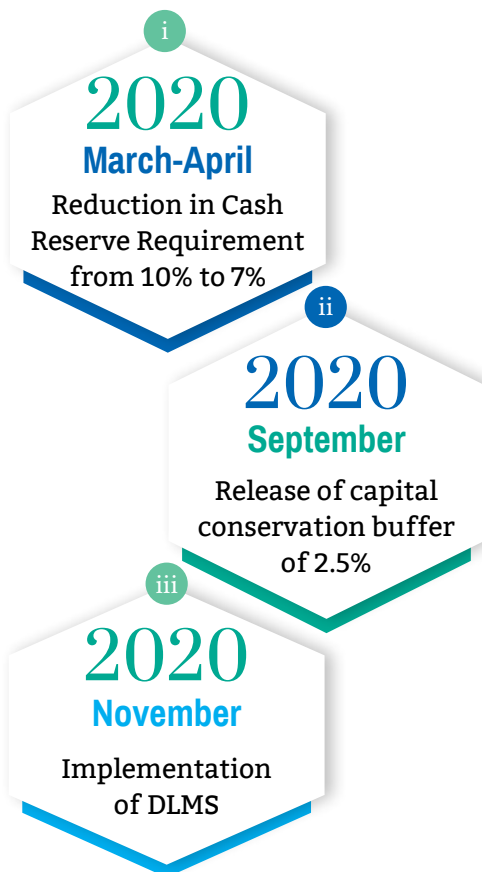 i
2020
March-April
Reduction in Cash
Reserve Requirement
from 10% to 7%
ii
2020
September
Release of capital
conservation buffer
of 2.5%
iii
2020
November
Implementation
of DLMS